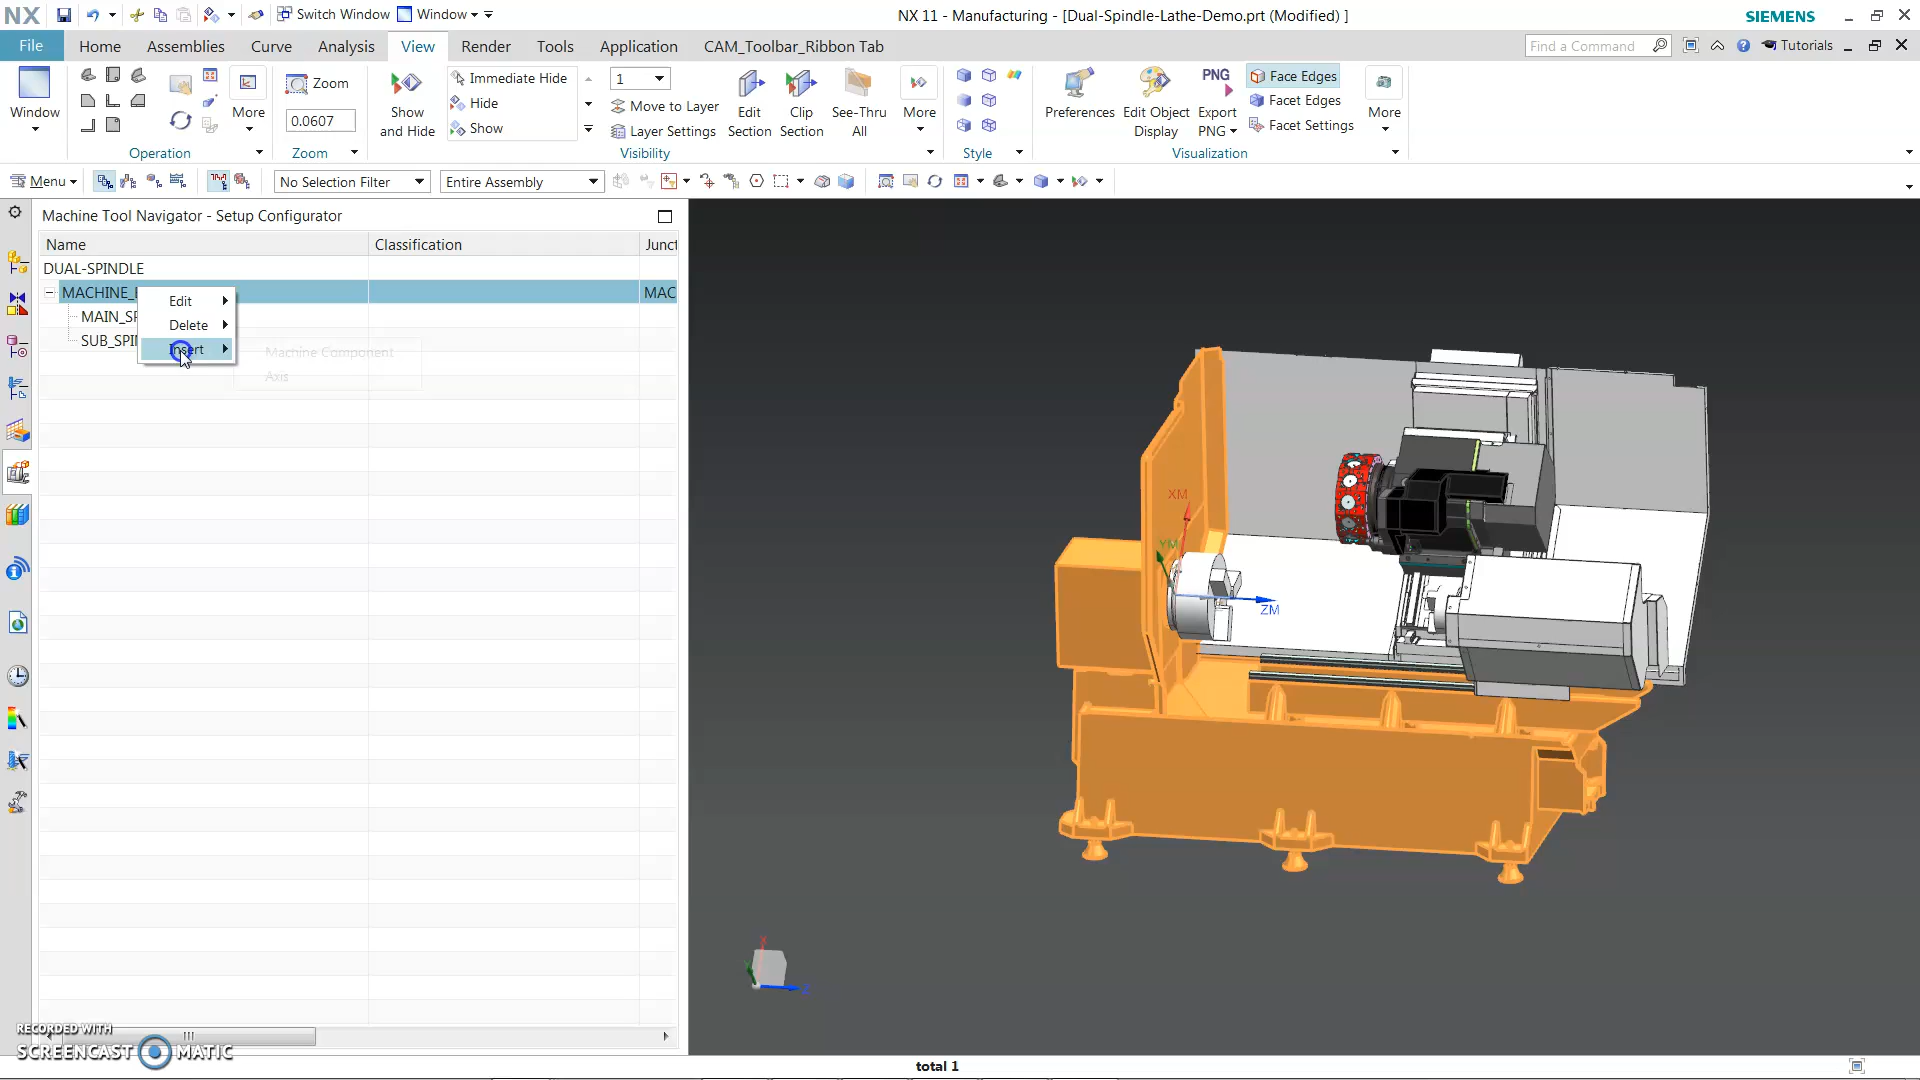 NX
Switch Window
Window
NX 11 - Manufacturing - [Dual-Spindle-Lathe-Demo.prt (Modified) ]
SIEMENS
File
Home
Assemblies
Curve
Analysis
View
Render
Tools
Application
CAM_Toolbar_Ribbon Tab
Find a Command
Tutorials
Window
More
Operation
Zoom
0.0607
Zoom
Show and Hide
Immediate Hide
Hide
Show
1
Move to Layer
Layer Settings
Edit Section
Clip Section
See-Thru All
More
Visibility
Style
Preferences
Edit Object Display
PNG
Export PNG
Face Edges
Facet Edges
Facet Settings
More
Visualization
Menu
No Selection Filter
Entire Assembly
Machine Tool Navigator - Setup Configurator
Name
Classification
Junct
DUAL-SPINDLE
MACHINE_
MAC
MAIN_SP
SUB_SPI
Edit
Delete
Insert
Machine Component
Axis
XM
YM
ZM
X
Z
RECORDED WITH
SCREENCAST MATIC
total 1